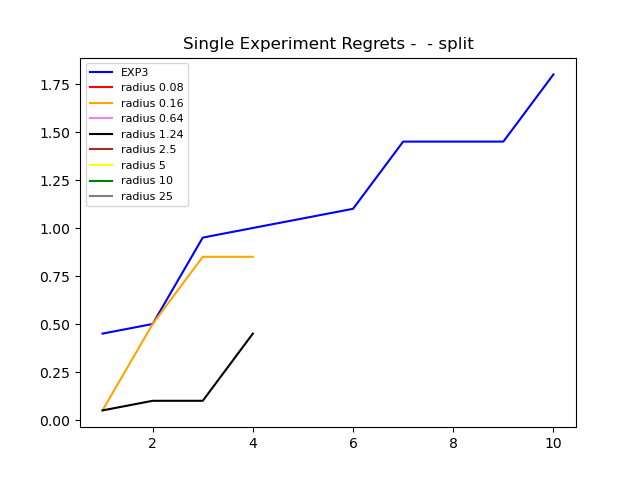 Single Experiment Regrets -  - split
EXP3
radius 0.08
radius 0.16
radius 0.64
radius 1.24
radius 2.5
radius 5
radius 10
radius 25
1.75
1.50
1.25
1.00
0.75
0.50
0.25
0.00
2 4 6 8 10